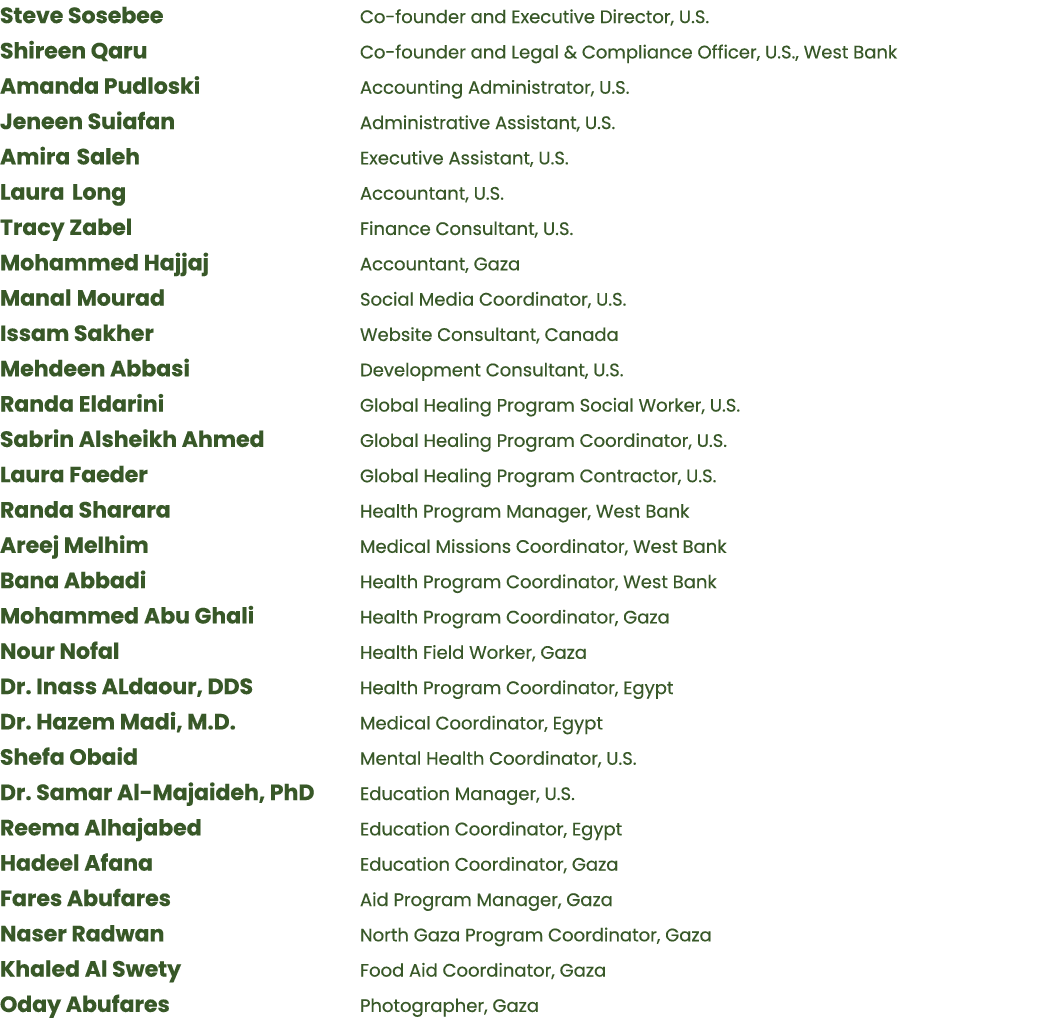 Steve Sosebee Co-founder and Executive Director, U.S.
Shireen Qaru Co-founder and Legal & Compliance Officer, U.S., West Bank
Amanda Pudloski Accounting Administrator, U.S.
Jeneen Suiafan Administrative Assistant, U.S.
Amira Saleh Executive Assistant, U.S.
Laura Long Accountant, U.S.
Tracy Zabel Finance Consultant, U.S.
Mohammed Hajjaj Accountant, Gaza
Manal Mourad Social Media Coordinator, U.S.
Issam Sakher Website Consultant, Canada
Mehdeen Abbasi Development Consultant, U.S.
Randa Eldarini Global Healing Program Social Worker, U.S.
Sabrin Alsheikh Ahmed Global Healing Program Coordinator, U.S.
Laura Faeder Global Healing Program Contractor, U.S.
Randa Sharara Health Program Manager, West Bank
Areej Melhim Medical Missions Coordinator, West Bank
Bana Abbadi Health Program Coordinator, West Bank
Mohammed Abu Ghali Health Program Coordinator, Gaza
Nour Nofal Health Field Worker, Gaza
Dr. Inass ALdaour, DDS Health Program Coordinator, Egypt
Dr. Hazem Madi, M.D. Medical Coordinator, Egypt
Shefa Obaid Mental Health Coordinator, U.S.
Dr. Samar Al-Majaideh, PhD Education Manager, U.S.
Reema Alhajabed Education Coordinator, Egypt
Hadeel Afana Education Coordinator, Gaza
Fares Abufares Aid Program Manager, Gaza
Naser Radwan North Gaza Program Coordinator, Gaza
Khaled Al Swety Food Aid Coordinator, Gaza
Oday Abufares Photographer, Gaza